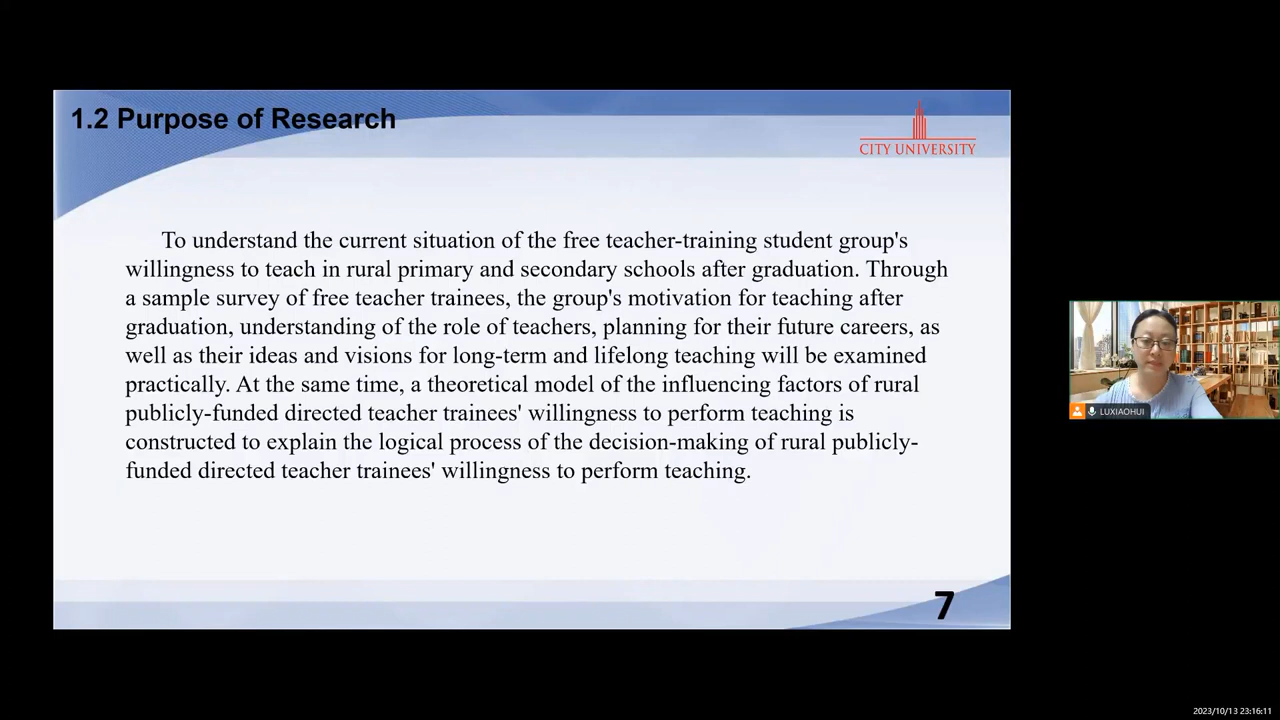 1.2 Purpose of Research
CITY UNIVERSITY
To understand the current situation of the free teacher-training student group's
willingness to teach in rural primary and secondary schools after graduation. Through
a sample survey of free teacher trainees, the group's motivation for teaching after
graduation, understanding of the role of teachers, planning for their future careers, as
well as their ideas and visions for long-term and lifelong teaching will be examined
practically. At the same time, a theoretical model of the influencing factors of rural
publicly-funded directed teacher trainees' willingness to perform teaching is
constructed to explain the logical process of the decision-making of rural publicly-
funded directed teacher trainees' willingness to perform teaching.
7
LUXIAOHUI
2023/10/13 23:16:11